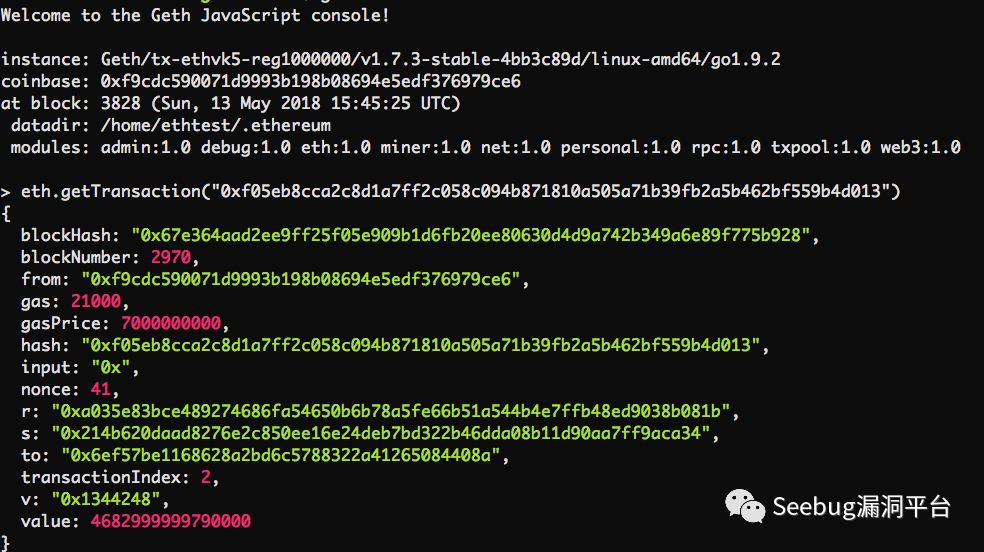 Welcome to the Geth JavaScript console!
instance: Geth/tx-ethvk5-reg1000000/v1.7.3-stable-4bb3c89d/linux-amd64/go1.9.2
coinbase: 0xf9cdc590071d9993b198b08694e5edf376979ce6
at block: 3828 (Sun, 13 May 2018 15:45:25 UTC)
datadir: /home/ethtest/.ethereum
modules: admin:1.0 debug:1.0 eth:1.0 miner:1.0 net:1.0 personal:1.0 rpc:1.0 txpool:1.0 web3:1.0
> eth.getTransaction("0xf05eb8cca2c8d1a7ff2c058c094b871810a505a71b39fb2a5b462bf559b4d013")
{
blockHash: "0x67e364aad2ee9ff25f05e909b1d6fb20ee80630d4d9a742b349a6e89f775b928",
blockNumber: 2970,
from: "0xf9cdc590071d9993b198b08694e5edf376979ce6",
gas: 21000,
gasPrice: 7000000000,
hash: "0xf05eb8cca2c8d1a7ff2c058c094b871810a505a71b39fb2a5b462bf559b4d013",
input: "0x",
nonce: 41,
r: "0xa035e83bce489274686fa54650b6b78a5fe66b51a544b4e7ffb48ed9038b081b",
s: "0x214b620daad8276e2c850ee16e24deb7bd322b46dda08b11d90aa7ff9aca34",
to: "0x6ef57be1168628a2bd6c5788322a41265084408a",
transactionIndex: 2,
v: "0x1344248",
value: 4682999999790000
}
Seebug漏洞平台